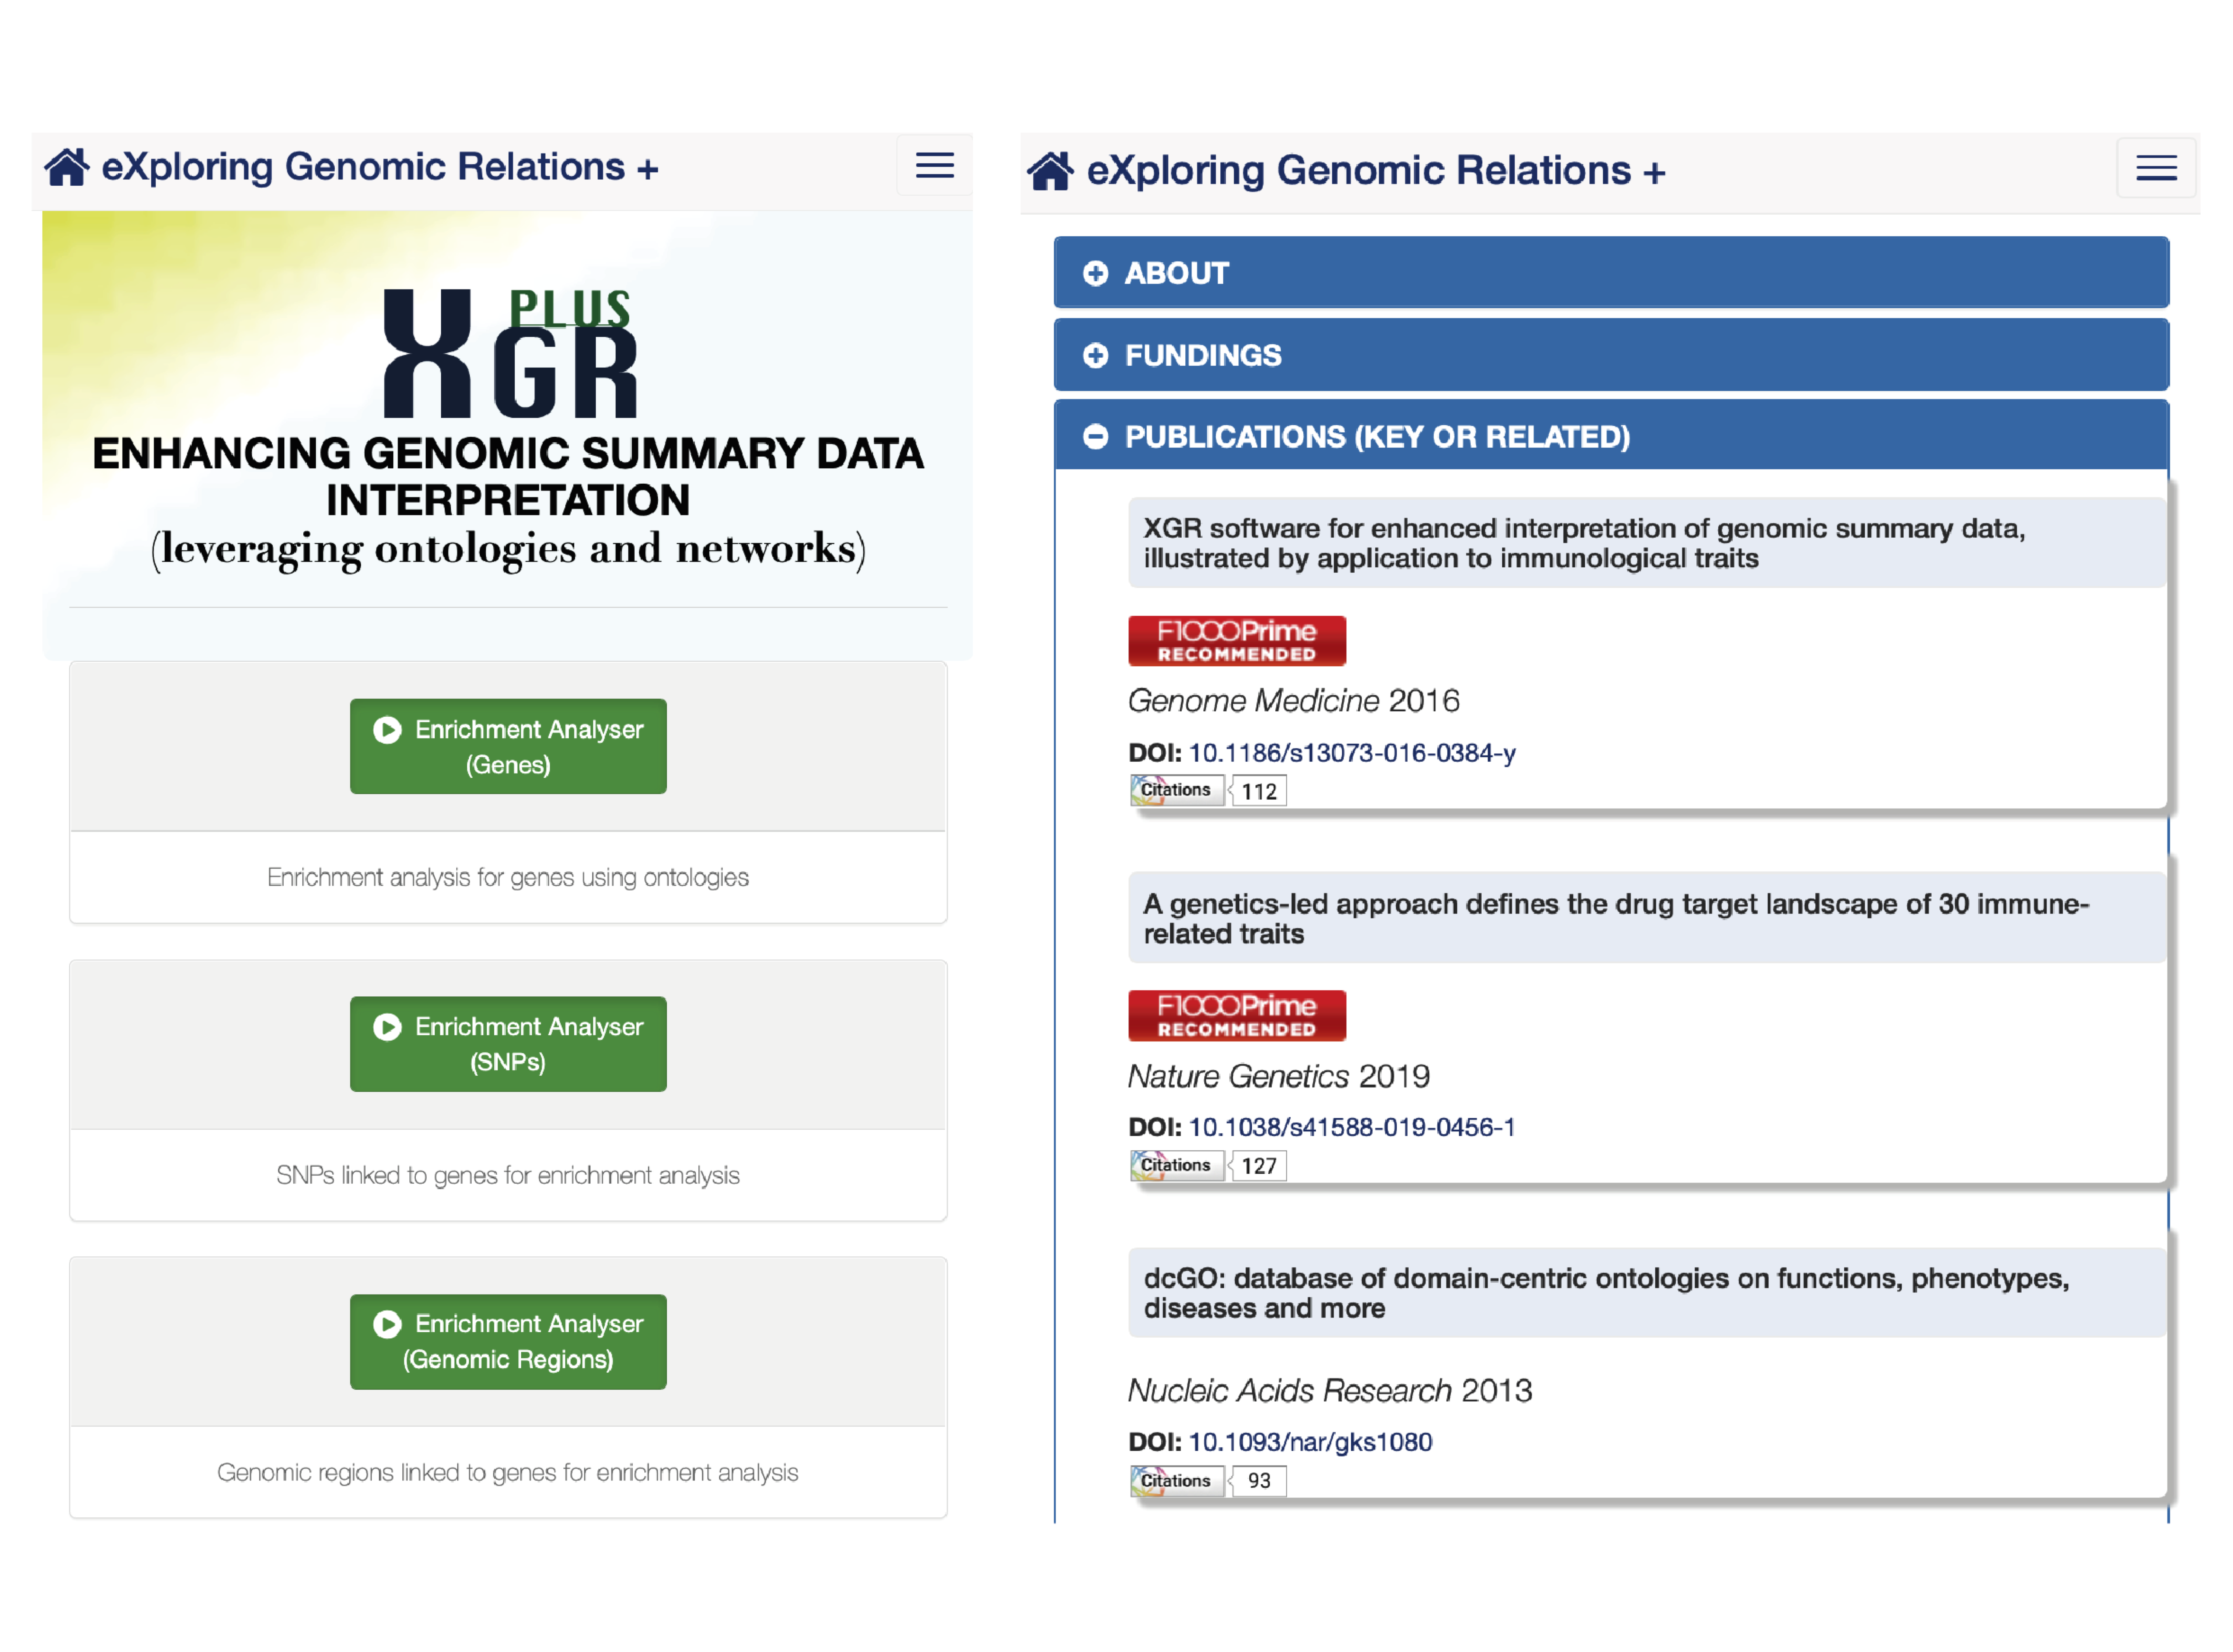 eXploring Genomic Relations +
PLUS
XGR
ENHANCING GENOMIC SUMMARY DATA
INTERPRETATION
(leveraging ontologies and networks)
Enrichment Analyser
(Genes)
Enrichment analysis for genes using ontologies
Enrichment Analyser
(SNPs)
SNPs linked to genes for enrichment analysis
Enrichment Analyser
(Genomic Regions)
Genomic regions linked to genes for enrichment analysis
eXploring Genomic Relations +
ABOUT
FUNDINGS
PUBLICATIONS (KEY OR RELATED)
XGR software for enhanced interpretation of genomic summary data,
illustrated by application to immunological traits
F1000Prime
RECOMMENDED
Genome Medicine 2016
DOI: 10.1186/s13073-016-0384-y
Citations 112
A genetics-led approach defines the drug target landscape of 30 immune-
related traits
F1000Prime
RECOMMENDED
Nature Genetics 2019
DOI: 10.1038/s41588-019-0456-1
Citations 127
dcGO: database of domain-centric ontologies on functions, phenotypes,
diseases and more
Nucleic Acids Research 2013
DOI: 10.1093/nar/gks1080
Citations 93